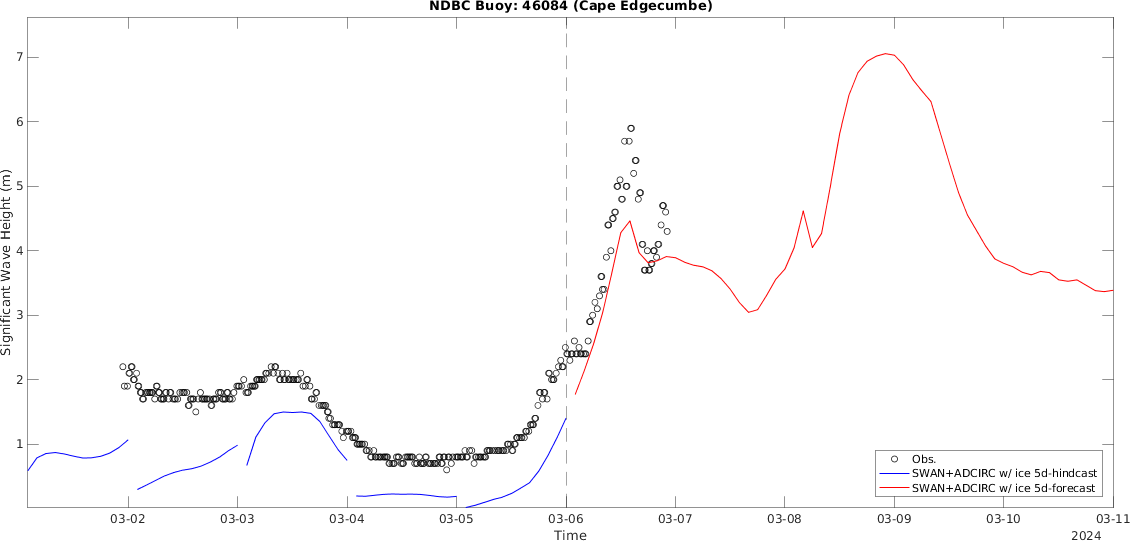 NDBC Buoy: 46084 (Cape Edgecumbe)
Significant Wave Height (m)
7
6
5
4
3
2
1
Obs.
SWAN+ADCIRC w/ ice 5d-hindcast
SWAN+ADCIRC w/ ice 5d-forecast
03-02 03-03 03-04 03-05 03-06 03-07 03-08 03-09 03-10 03-11
Time
2024